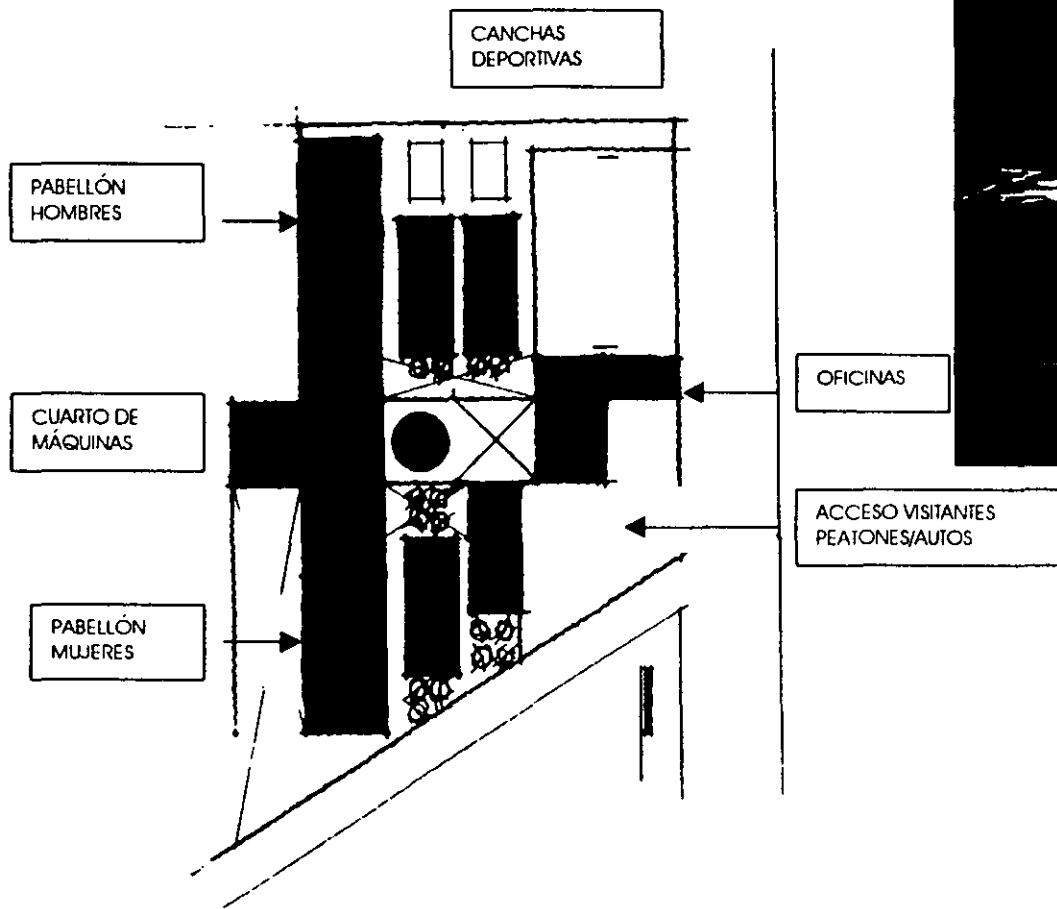 CANCHAS
DEPORTIVAS
PABELLÓN
HOMBRES
CUARTO DE
MÁQUINAS
OFICINAS
ACCESO VISITANTES
PEATONES/AUTOS
PABELLÓN
MUJERES